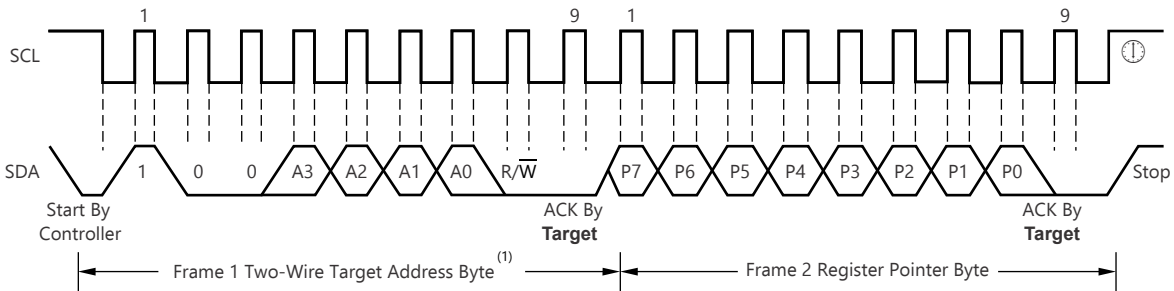 1 9 1 9
SCL
SDA 1 0 0 A3 A2 A1 A0 R/W̅ P7 P6 P5 P4 P3 P2 P1 P0 Stop
Start By
Controller
ACK By
Target
ACK By
Target
Frame 1 Two-Wire Target Address Byte(1)
Frame 2 Register Pointer Byte